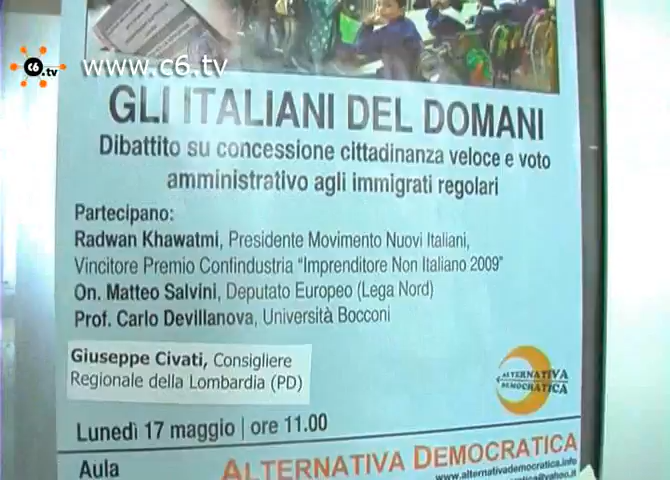 c6.tv
www.c6.tv
GLI ITALIANI DEL DOMANI
Dibattito su concessione cittadinanza veloce e voto
amministrativo agli immigrati regolari
Partecipano:
Radwan Khawatmi, Presidente Movimento Nuovi Italiani,
Vincitore Premio Confindustria "Imprenditore Non Italiano 2009"
On. Matteo Salvini, Deputato Europeo (Lega Nord)
Prof. Carlo Devillanova, Università Bocconi
Giuseppe Civati, Consigliere
Regionale della Lombardia (PD)
ALTERNATIVA
DEMOCRATICA
Lunedì 17 maggio | ore 11.00
Aula
ALTERNATIVA DEMOCRATICA
www.alternativademocratica.info